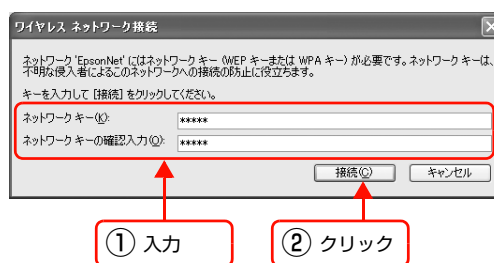 ワイヤレス ネットワーク接続
ネットワーク 'EpsonNet' にはネットワーク キー (WEP キーまたは WPA キー) が必要です。ネットワーク キーは、
不明な侵入者によるこのネットワークへの接続の防止に役立ちます。
キーを入力して [接続] をクリックしてください。
ネットワーク キー(K): *****
ネットワーク キーの確認入力(O): *****
接続(C) キャンセル
① 入力 ② クリック